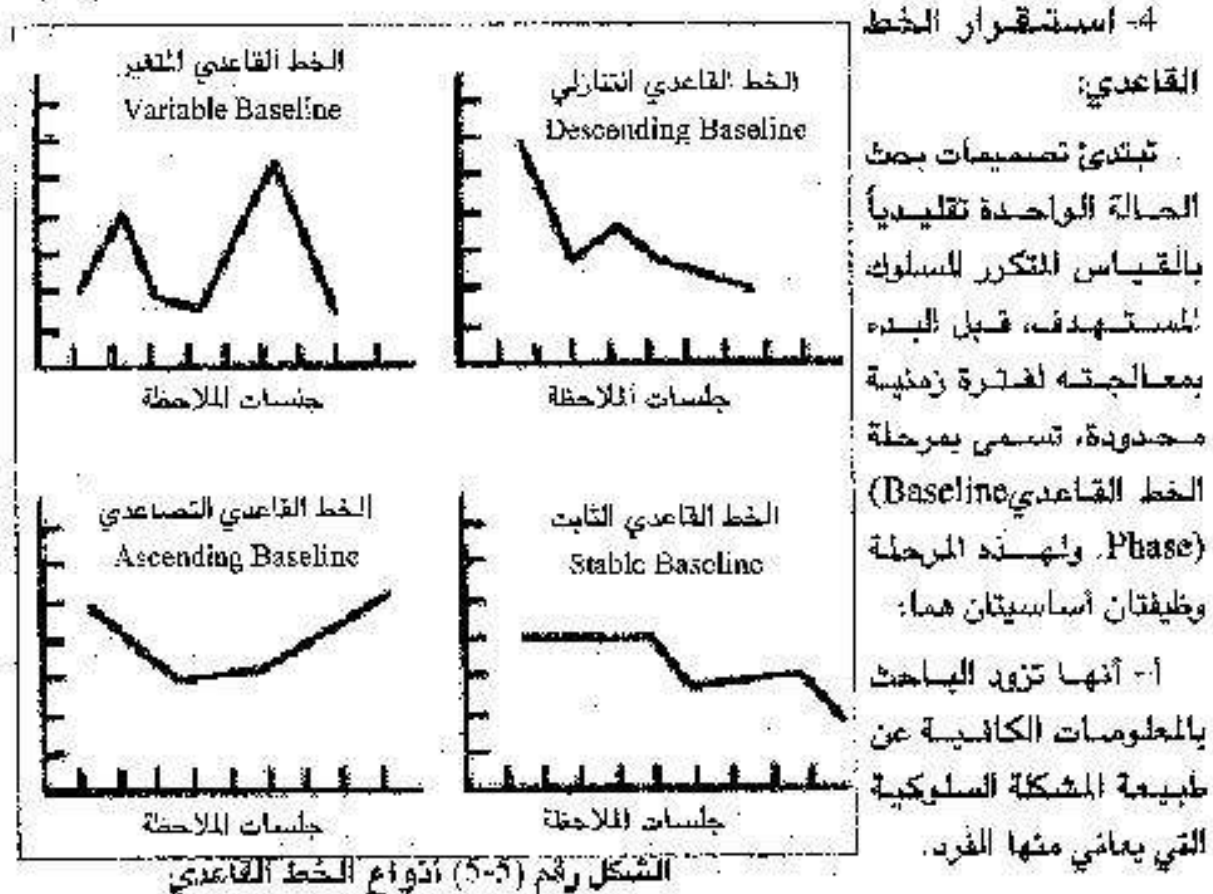 4- استقرار الخط
القاعدي:
تبتدئ تصميمات بحث
الحالة الواحدة تقليدياً
بالقياس المتكرر للسلوك
المستهدف، قبل البدء
بمعالجته لفترة زمنية
محدودة، تسمى بمرحلة
الخط القاعدي(Baseline
Phase). ولهذه المرحلة
وظيفتان أساسيتان هما:
أ- أنها تزود الباحث
بالمعلومات الكافية عن
طبيعة المشكلة السلوكية
التي يعاني منها الفرد.
الخط القاعدي التنازلي
Descending Baseline
جلسات الملاحظة
الخط القاعدي المتغير
Variable Baseline
جلسات الملاحظة
الخط القاعدي الثابت
Stable Baseline
جلسات الملاحظة
الخط القاعدي التصاعدي
Ascending Baseline
جلسات الملاحظة
الشكل رقم (5-5) أنواع الخط القاعدي